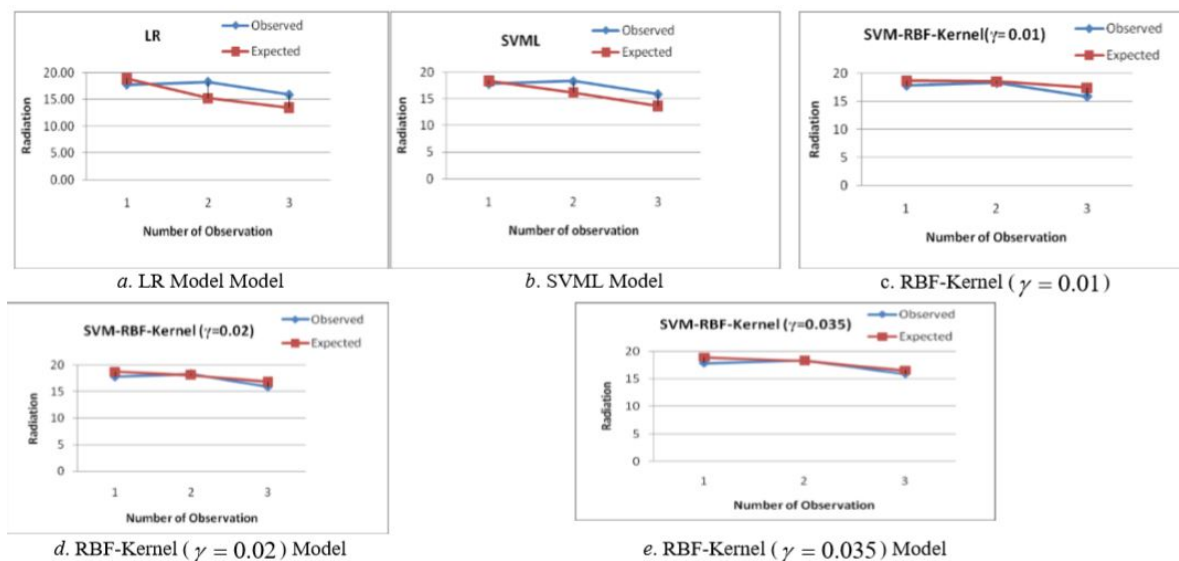 LR
Observed
Expected
20.00
15.00
10.00
5.00
0.00
Radiation
1 2 3
Number of Observation
a. LR Model Model
SVML
Observed
Expected
20
15
10
5
0
Radiation
1 2 3
Number of observation
b. SVML Model
SVM-RBF-Kernel(γ=0.01)
Observed
Expected
20
15
10
5
0
Radiation
1 2 3
Number of Observation
c. RBF-Kernel (γ = 0.01)
SVM-RBF-Kernel (γ=0.02)
Observed
Expected
20
15
10
5
0
Radiation
1 2 3
Number of Observation
d. RBF-Kernel (γ = 0.02) Model
SVM-RBF-Kernel (γ=0.035)
Observed
Expected
20
15
10
5
0
Radiation
1 2 3
Number of Observation
e. RBF-Kernel (γ = 0.035) Model